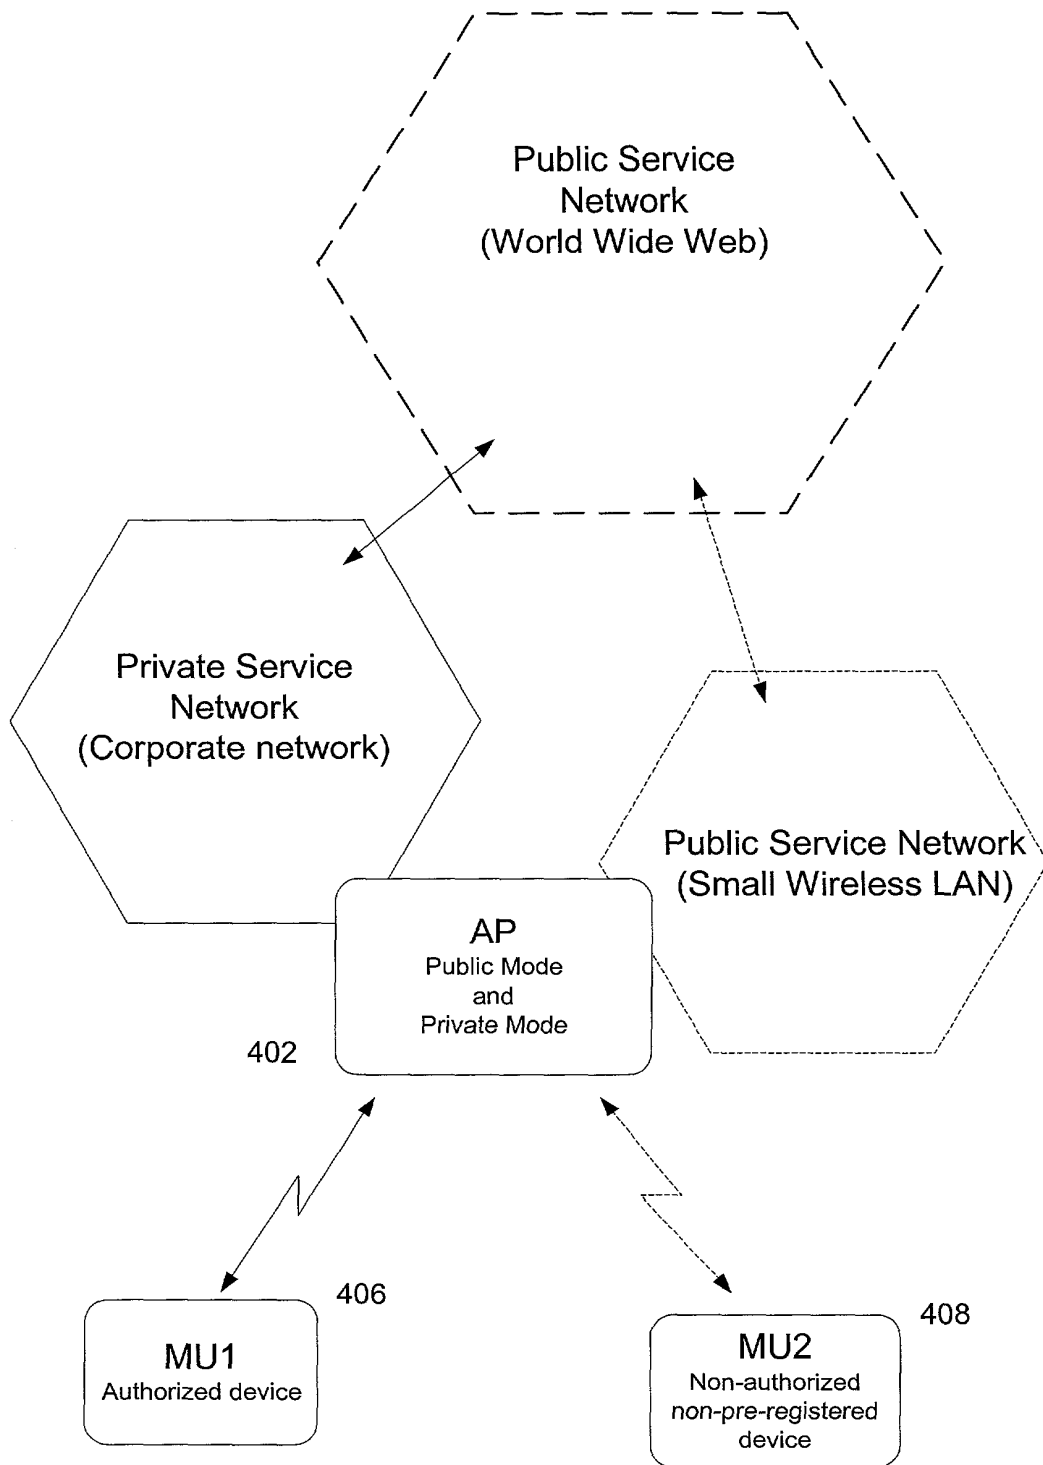 Public Service
Network
(World Wide Web)
Private Service
Network
(Corporate network)
Public Service Network
(Small Wireless LAN)
AP
Public Mode
and
Private Mode
402
406
MU1
Authorized device
408
MU2
Non-authorized
non-pre-registered
device